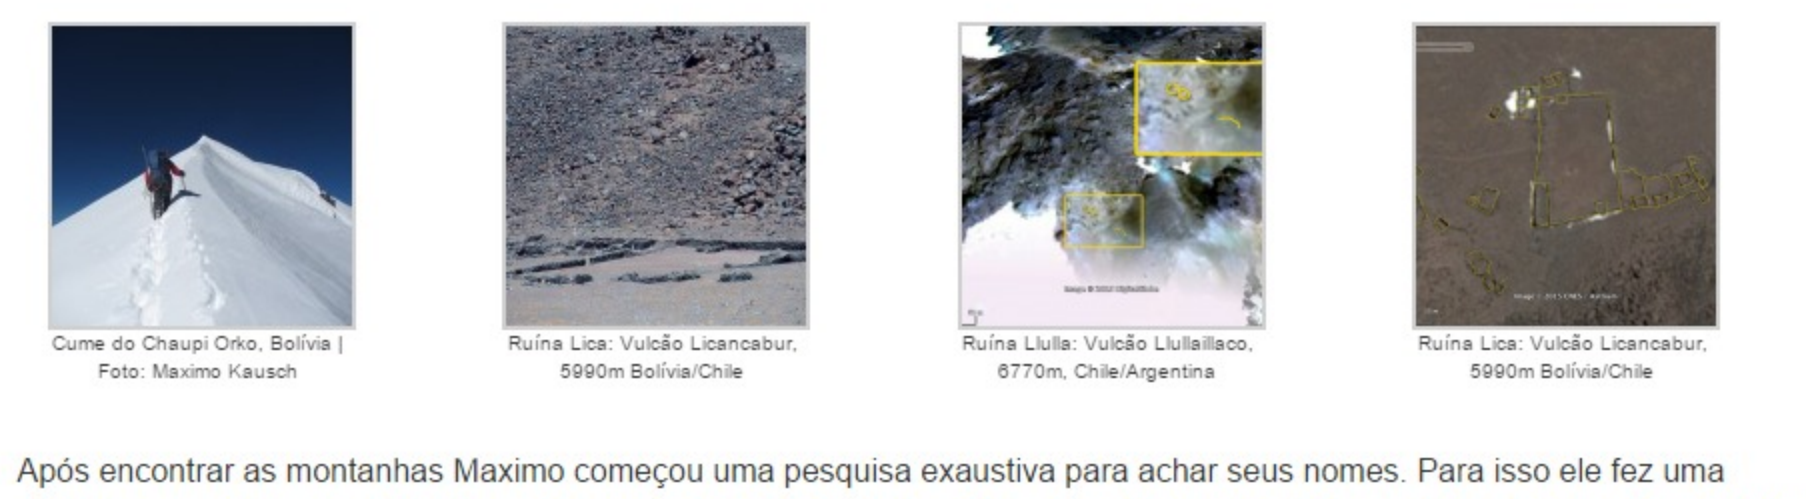 Cume do Chaupi Orko, Bolívia |
Foto: Maximo Kausch
Ruína Lica: Vulcão Licancabur,
5990m Bolívia/Chile
Ruína Llulla: Vulcão Llullaillaco,
6770m, Chile/Argentina
Ruína Lica: Vulcão Licancabur,
5990m Bolívia/Chile
Após encontrar as montanhas Maximo começou uma pesquisa exaustiva para achar seus nomes. Para isso ele fez uma